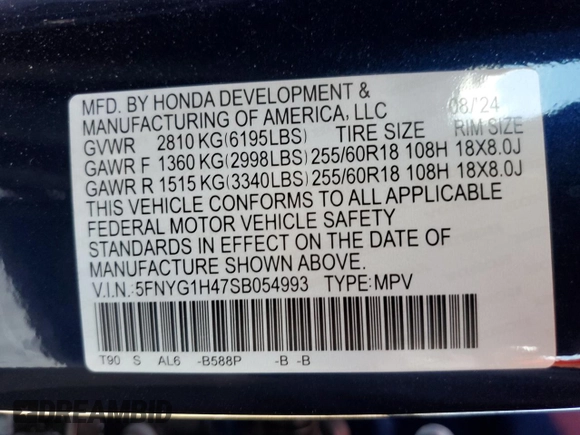 MFD. BY HONDA DEVELOPMENT & 08/24
MANUFACTURING OF AMERICA, LLC
GVWR 2810 KG(6195LBS) TIRE SIZE RIM SIZE
GAWR F 1360 KG(2998LBS) 255/60R18 108H 18X8.0J
GAWR R 1515 KG(3340LBS) 255/60R18 108H 18X8.0J
THIS VEHICLE CONFORMS TO ALL APPLICABLE
FEDERAL MOTOR VEHICLE SAFETY
STANDARDS IN EFFECT ON THE DATE OF
MANUFACTURE SHOWN ABOVE.
V.I.N.:5FNYG1H47SB054993 TYPE:MPV
T90 S AL6 -B588P -B -B
DREAMBID